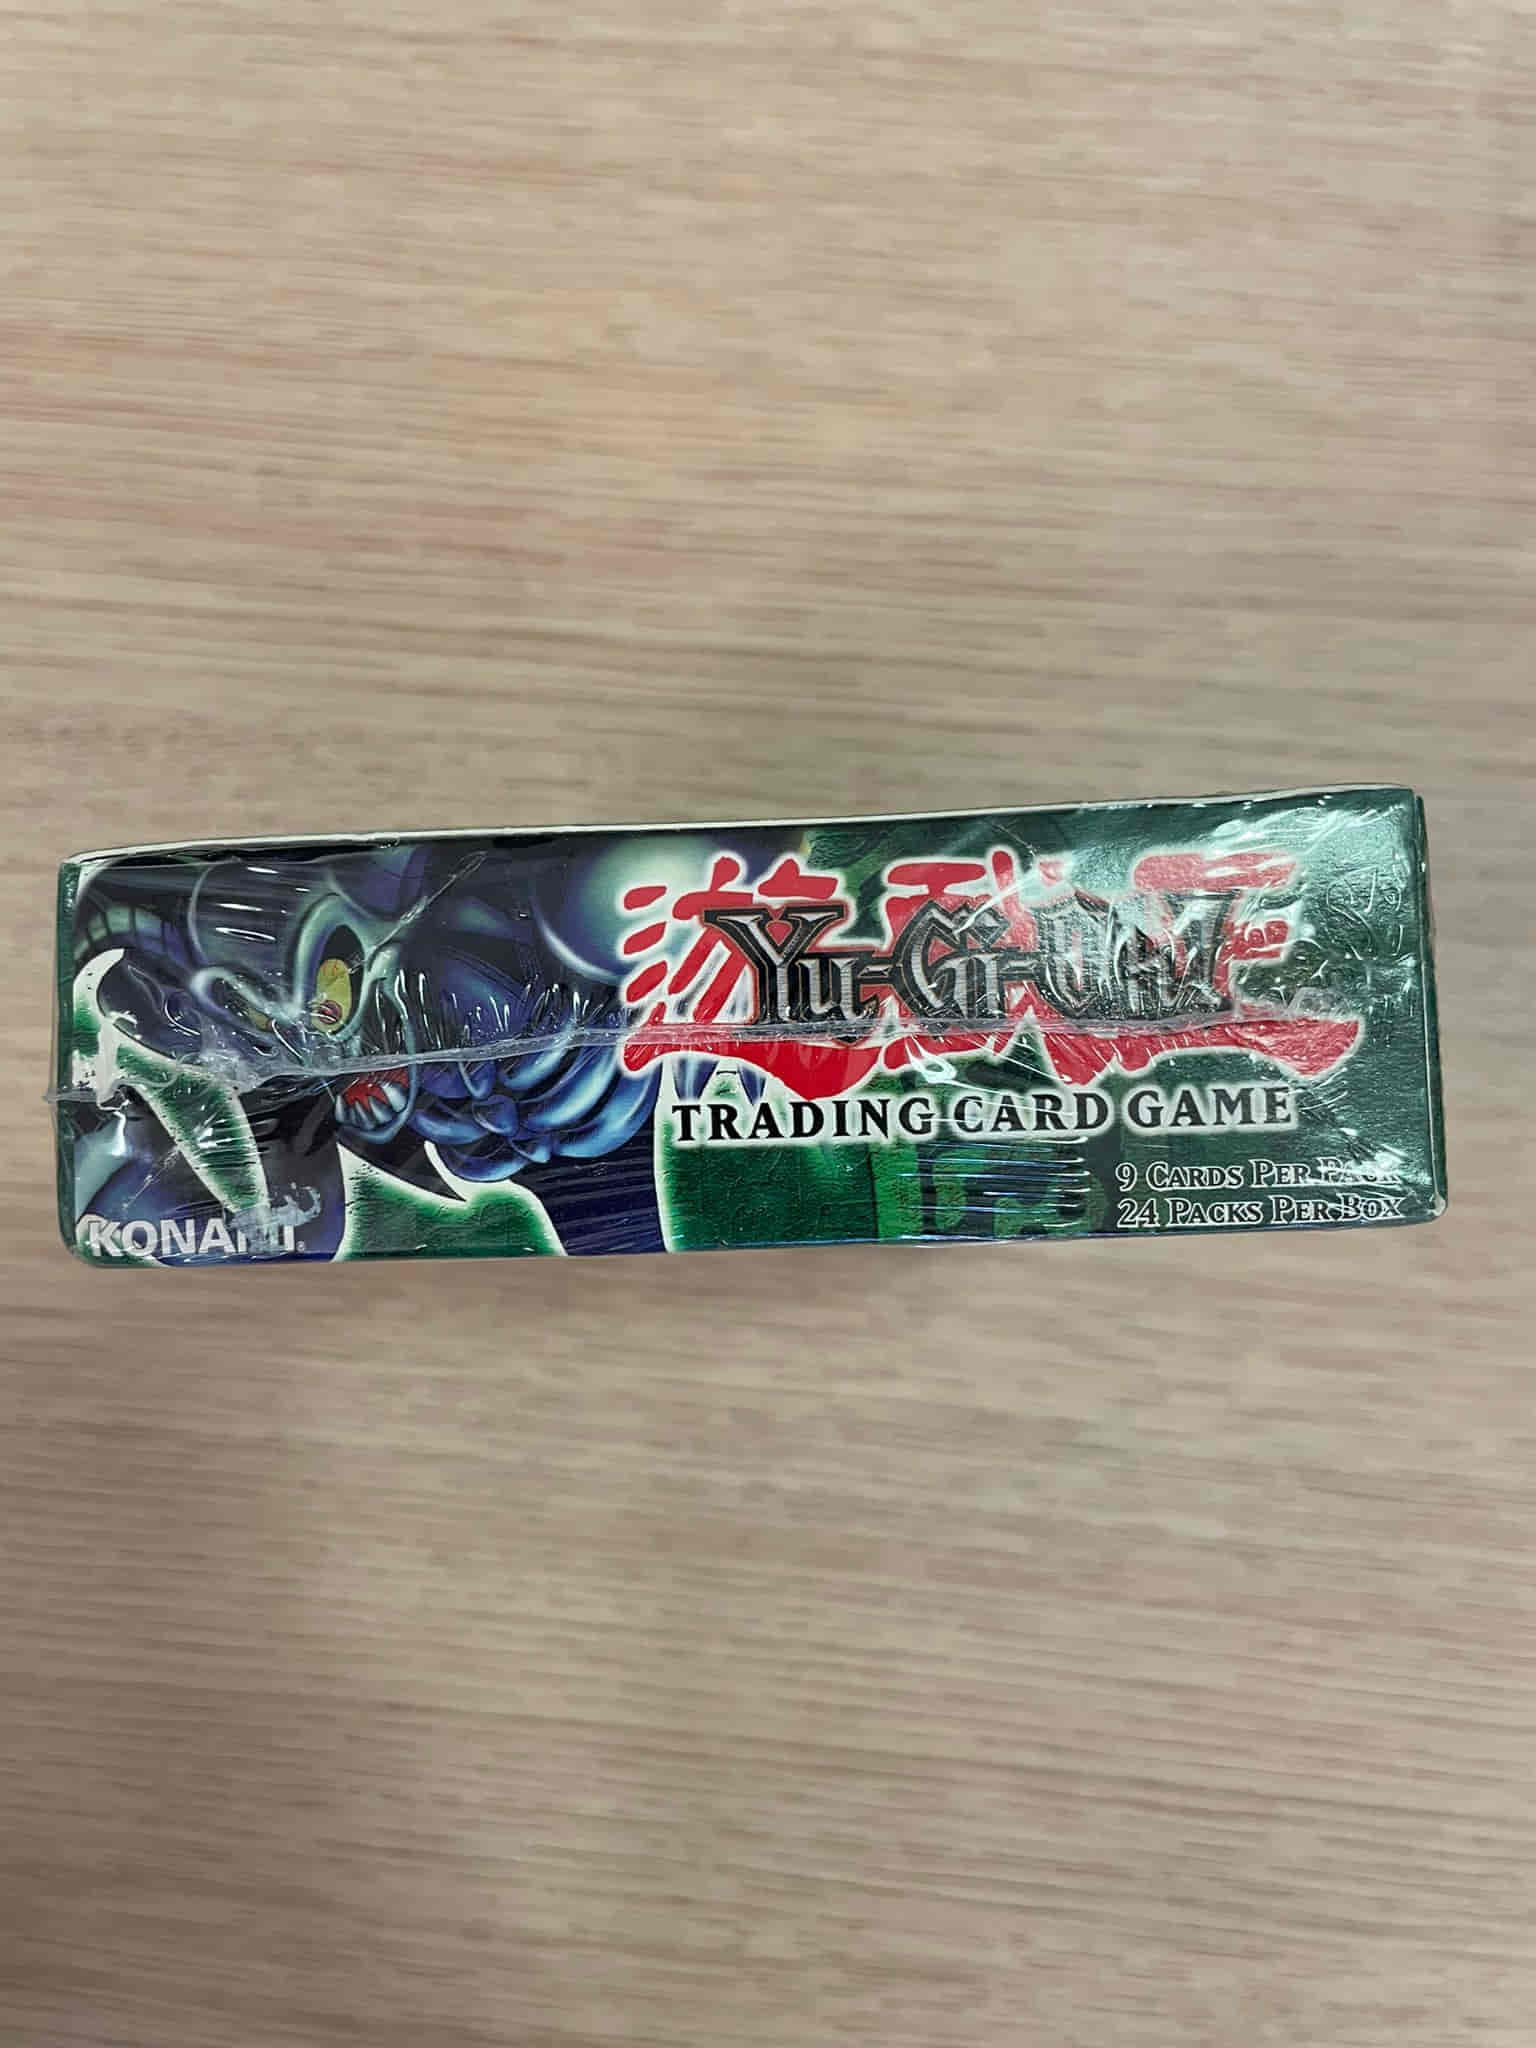 遊戯王
YU-GI-OH!
TRADING CARD GAME
9 CARDS PER PACK
24 PACKS PER BOX
KONAMI®